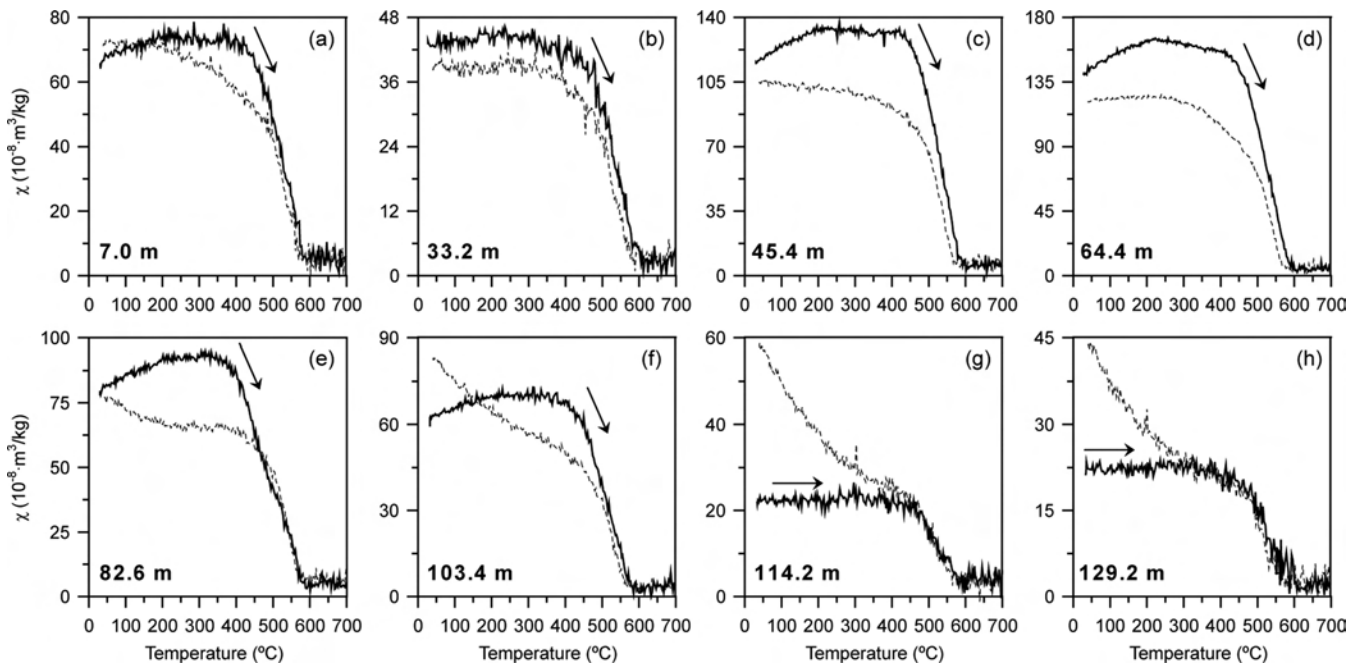 χ (10⁻⁸·m³/kg)
80
60
40
20
0
(a)
7.0 m
0 100 200 300 400 500 600 700
48
36
24
12
0
(b)
33.2 m
0 100 200 300 400 500 600 700
140
105
70
35
0
(c)
45.4 m
0 100 200 300 400 500 600 700
180
135
90
45
0
(d)
64.4 m
0 100 200 300 400 500 600 700
χ (10⁻⁸·m³/kg)
100
75
50
25
0
(e)
82.6 m
0 100 200 300 400 500 600 700
Temperature (ºC)
90
60
30
0
(f)
103.4 m
0 100 200 300 400 500 600 700
Temperature (ºC)
60
40
20
0
(g)
114.2 m
0 100 200 300 400 500 600 700
Temperature (ºC)
45
30
15
0
(h)
129.2 m
0 100 200 300 400 500 600 700
Temperature (ºC)